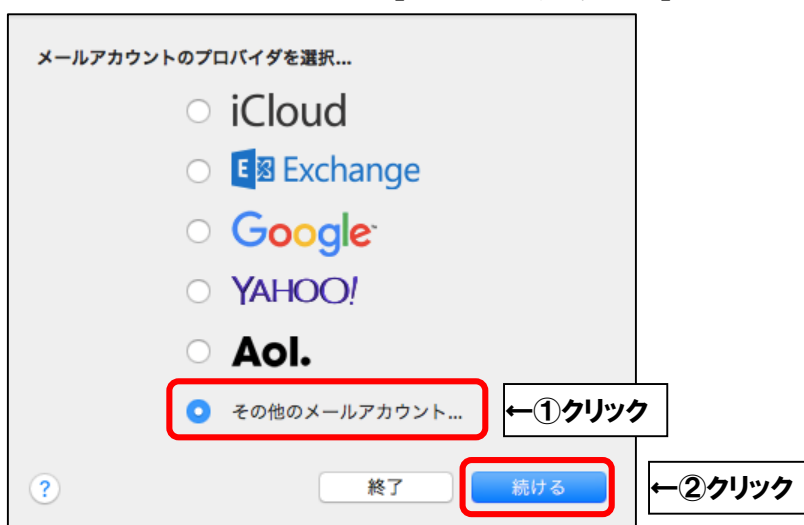 メールアカウントのプロバイダを選択...
iCloud
E Exchange
Google
YAHOO!
Aol.
その他のメールアカウント...
←①クリック
?
終了
続ける
←②クリック